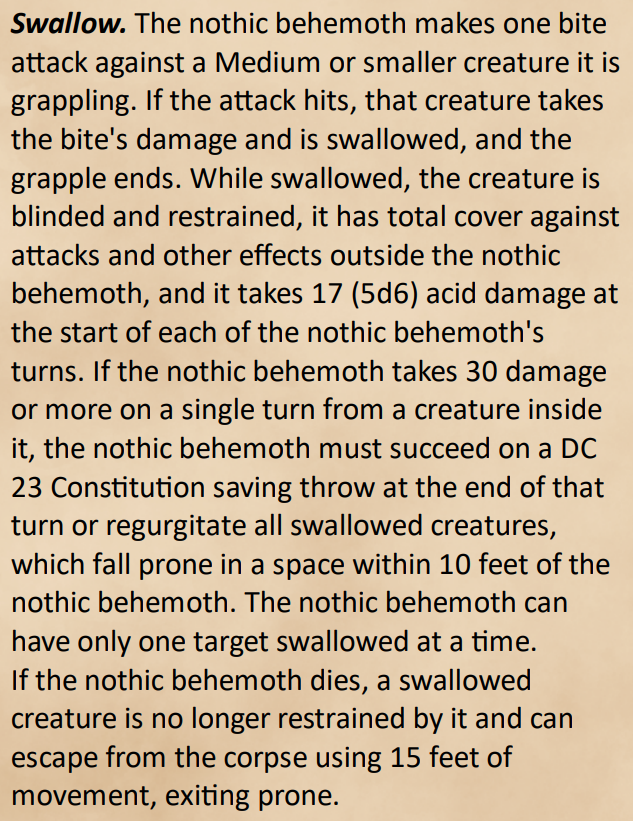 Swallow. The nothic behemoth makes one bite
attack against a Medium or smaller creature it is
grappling. If the attack hits, that creature takes
the bite's damage and is swallowed, and the
grapple ends. While swallowed, the creature is
blinded and restrained, it has total cover against
attacks and other effects outside the nothic
behemoth, and it takes 17 (5d6) acid damage at
the start of each of the nothic behemoth's
turns. If the nothic behemoth takes 30 damage
or more on a single turn from a creature inside
it, the nothic behemoth must succeed on a DC
23 Constitution saving throw at the end of that
turn or regurgitate all swallowed creatures,
which fall prone in a space within 10 feet of the
nothic behemoth. The nothic behemoth can
have only one target swallowed at a time.
If the nothic behemoth dies, a swallowed
creature is no longer restrained by it and can
escape from the corpse using 15 feet of
movement, exiting prone.